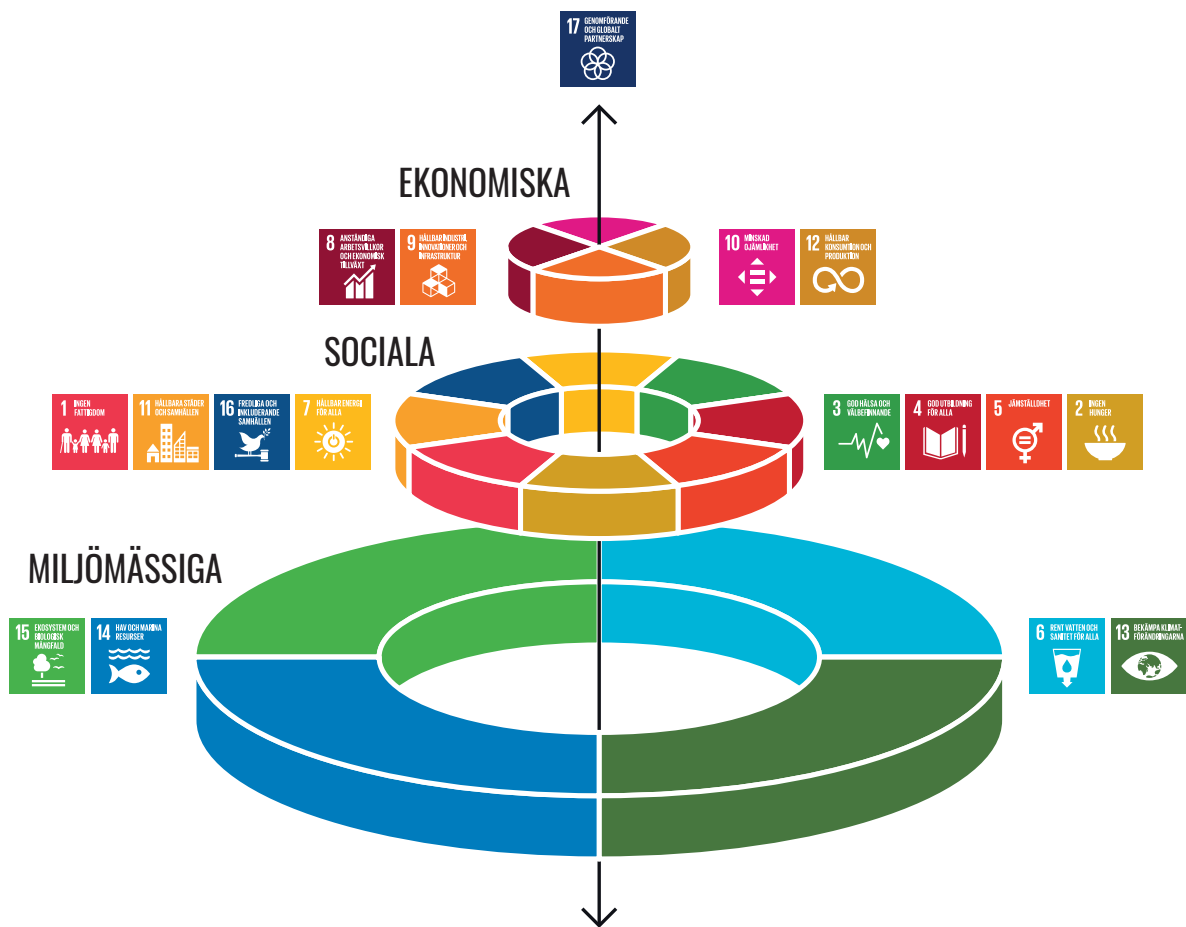 17 GENOMFÖRANDE
OCH GLOBALT
PARTNERSKAP
EKONOMISKA
8 ANSTÄNDIGA
ARBETSVILLKOR
OCH EKONOMISK
TILLVÄXT
9 HÅLLBAR INDUSTRI,
INNOVATIONER OCH
INFRASTRUKTUR
10 MINSKAD
OJÄMLIKHET
12 HÅLLBAR
KONSUMTION OCH
PRODUKTION
SOCIALA
1 INGEN
FATTIGDOM
11 HÅLLBARA STÄDER
OCH SAMHÄLLEN
16 FREDLIGA OCH
INKLUDERANDE
SAMHÄLLEN
7 HÅLLBAR ENERGI
FÖR ALLA
3 GOD HÄLSA OCH
VÄLBEFINNANDE
4 GOD UTBILDNING
FÖR ALLA
5 JÄMSTÄLLDHET
2 INGEN
HUNGER
MILJÖMÄSSIGA
15 EKOSYSTEM OCH
BIOLOGISK
MÅNGFALD
14 HAV OCH MARINA
RESURSER
6 RENT VATTEN OCH
SANITET FÖR ALLA
13 BEKÄMPA KLIMAT-
FÖRÄNDRINGARNA